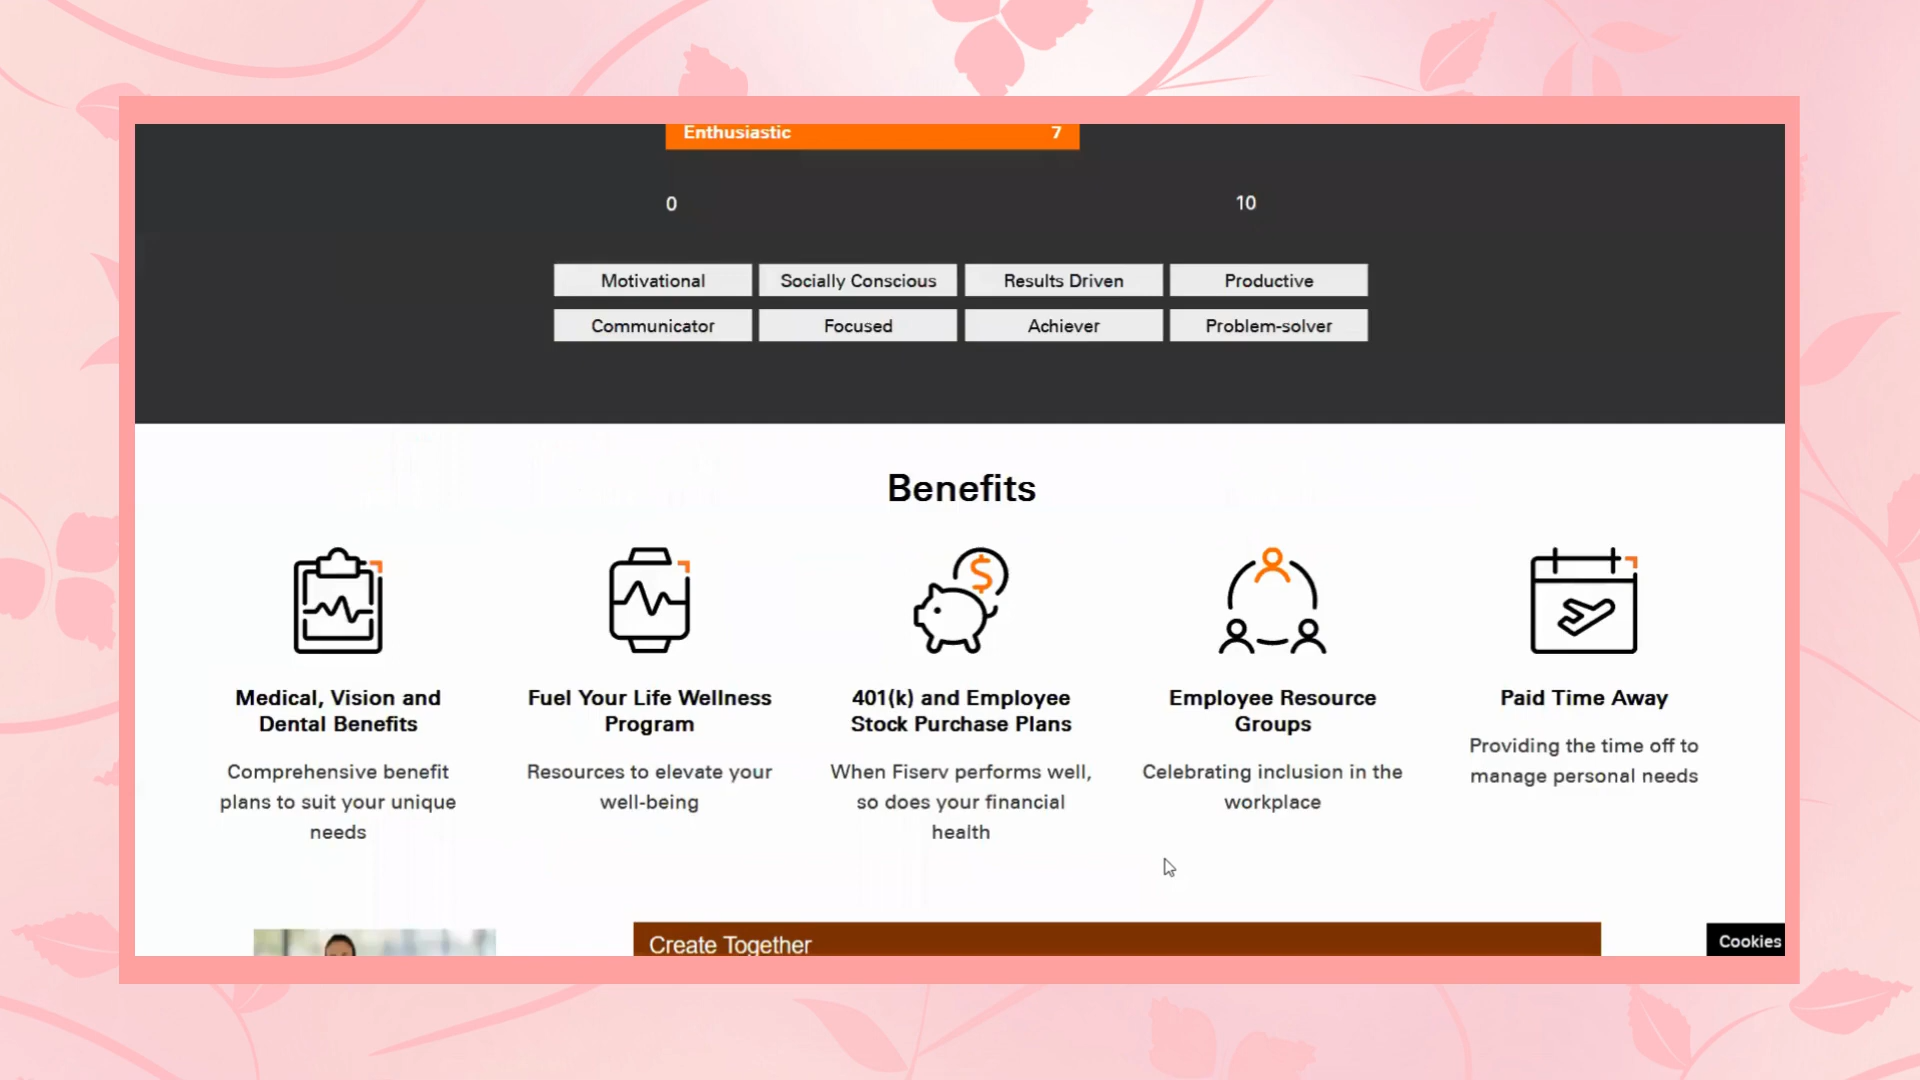 Enthusiastic 7
0 10
Motivational Socially Conscious Results Driven Productive
Communicator Focused Achiever Problem-solver
Benefits
Medical, Vision and
Dental Benefits
Comprehensive benefit
plans to suit your unique
needs
Fuel Your Life Wellness
Program
Resources to elevate your
well-being
401(k) and Employee
Stock Purchase Plans
When Fiserv performs well,
so does your financial
health
Employee Resource
Groups
Celebrating inclusion in the
workplace
Paid Time Away
Providing the time off to
manage personal needs
Create Together
Cookies